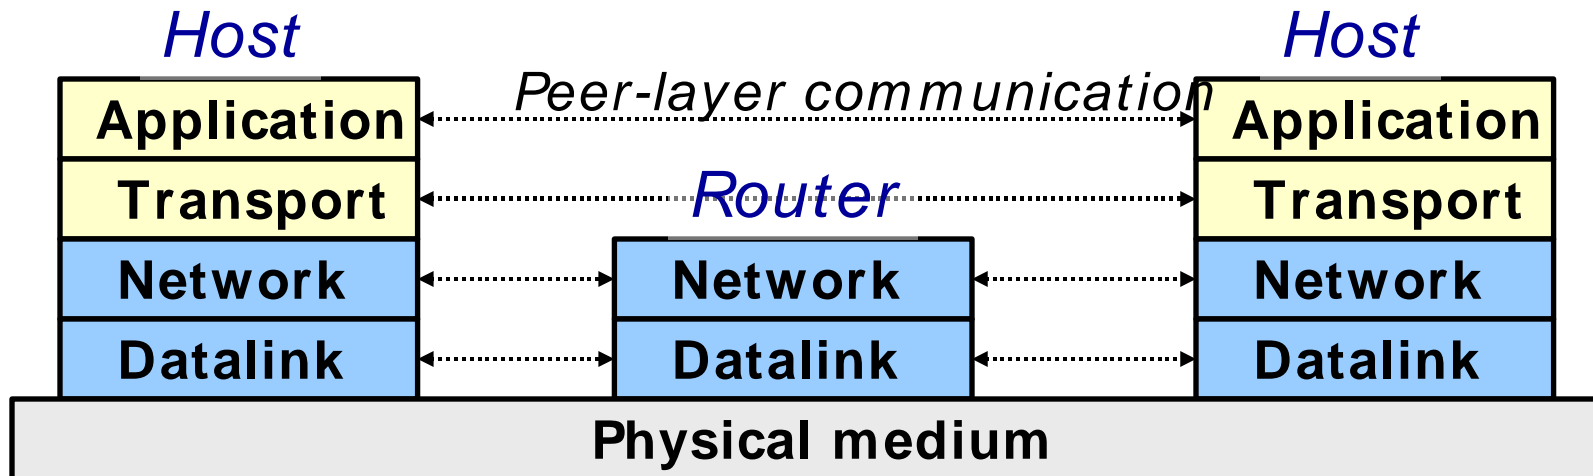 Host Host
Peer-layer communication
Application Application
Transport Router Transport
Network Network Network
Datalink Datalink Datalink
Physical medium